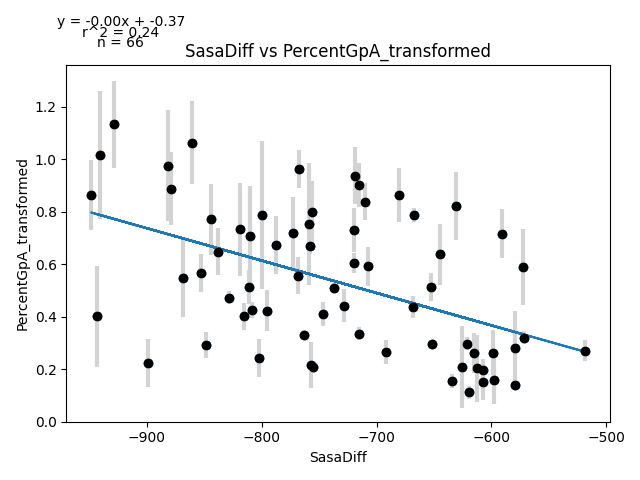 y = -0.00x + -0.37
r^2 = 0.24
n = 66
SasaDiff vs PercentGpA_transformed
PercentGpA_transformed
1.2
1.0
0.8
0.6
0.4
0.2
0.0
−900
−800
−700
−600
−500
SasaDiff